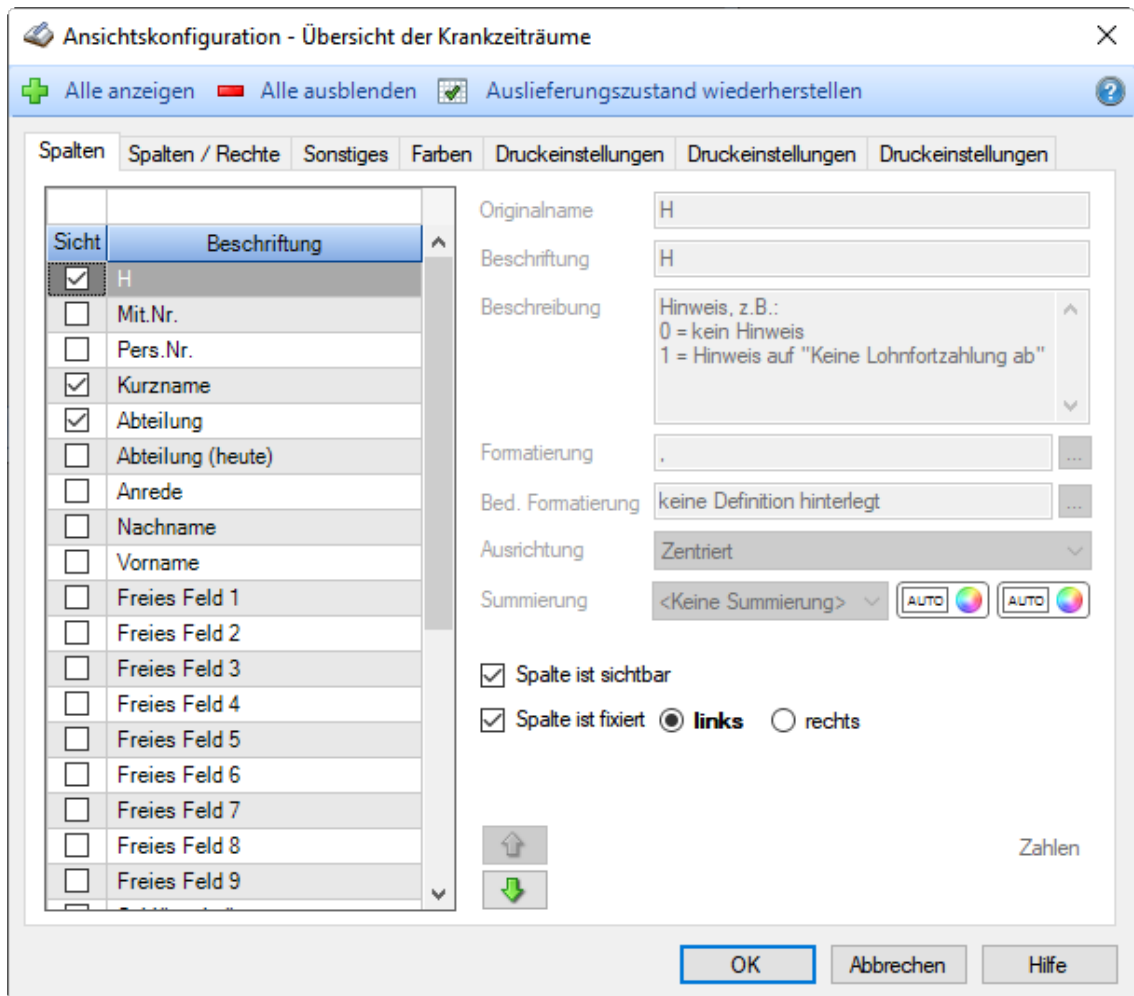 Ansichtskonfiguration - Übersicht der Krankzeiträume
Alle anzeigen Alle ausblenden Auslieferungszustand wiederherstellen
Spalten Spalten / Rechte Sonstiges Farben Druckeinstellungen Druckeinstellungen Druckeinstellungen
Sicht Beschriftung
H
Mit.Nr.
Pers.Nr.
Kurzname
Abteilung
Abteilung (heute)
Anrede
Nachname
Vorname
Freies Feld 1
Freies Feld 2
Freies Feld 3
Freies Feld 4
Freies Feld 5
Freies Feld 6
Freies Feld 7
Freies Feld 8
Freies Feld 9
Originalname H
Beschriftung H
Beschreibung Hinweis, z.B.:
0 = kein Hinweis
1 = Hinweis auf "Keine Lohnfortzahlung ab"
Formatierung , ...
Bed. Formatierung keine Definition hinterlegt ...
Ausrichtung Zentriert
Summierung <Keine Summierung> AUTO AUTO
Spalte ist sichtbar
Spalte ist fixiert links rechts
Zahlen
OK Abbrechen Hilfe